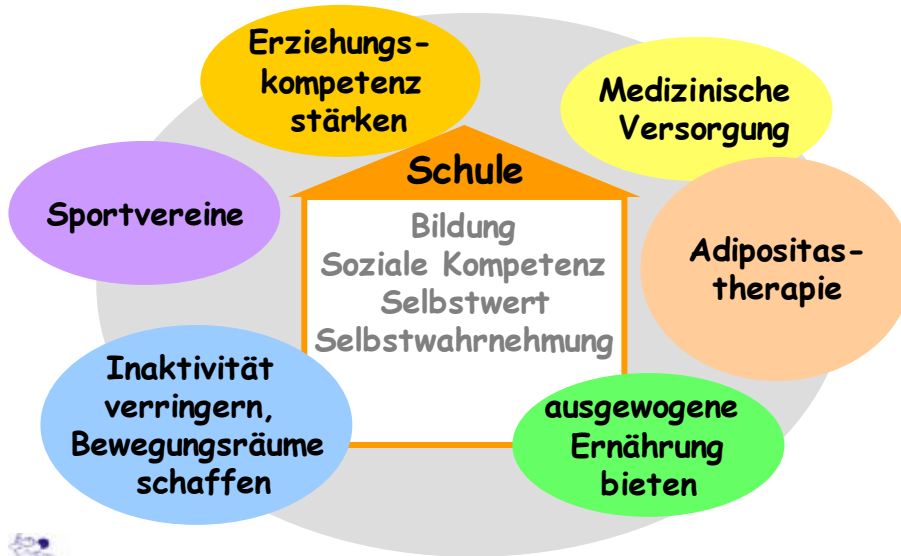 Erziehungs-
kompetenz
stärken
Medizinische
Versorgung
Schule
Sportvereine
Bildung
Soziale Kompetenz
Selbstwert
Selbstwahrnehmung
Adipositas-
therapie
Inaktivität
verringern,
Bewegungsräume
schaffen
ausgewogene
Ernährung
bieten